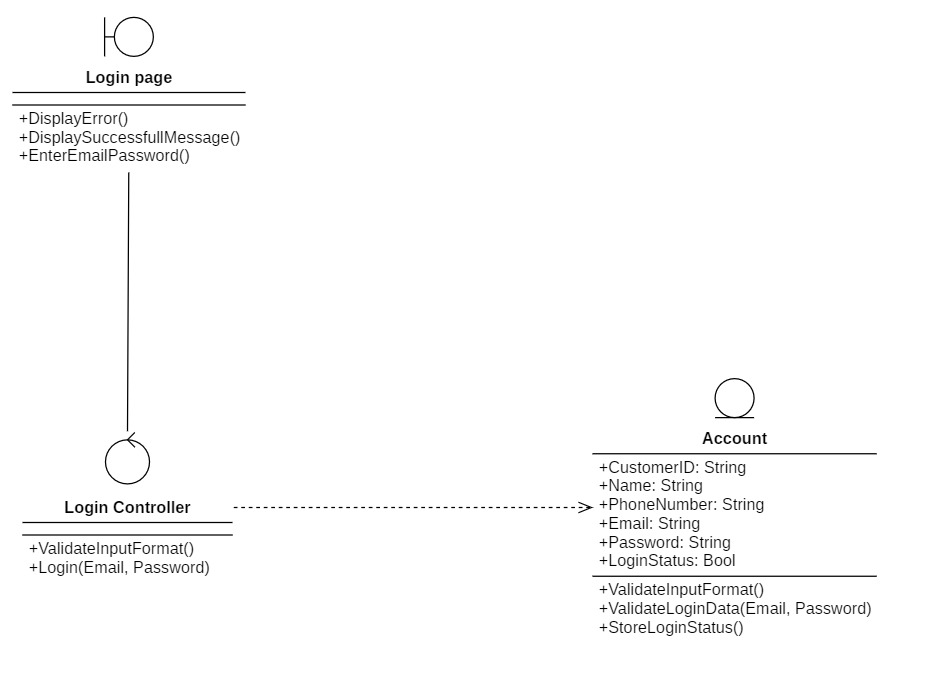 Login page
+DisplayError()
+DisplaySuccessfullMessage()
+EnterEmailPassword()
Login Controller
+ValidateInputFormat()
+Login(Email, Password)
Account
+CustomerID: String
+Name: String
+PhoneNumber: String
+Email: String
+Password: String
+LoginStatus: Bool
+ValidateInputFormat()
+ValidateLoginData(Email, Password)
+StoreLoginStatus()